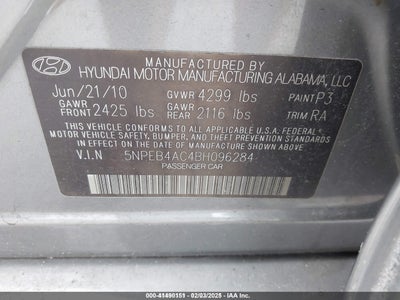 MANUFACTURED BY
HYUNDAI MOTOR MANUFACTURING ALABAMA, LLC
Jun/21/10 GVWR 4299 lbs PAINT P3
GAWR FRONT 2425 lbs GAWR REAR 2116 lbs TRIM RA
THIS VEHICLE CONFORMS TO ALL APPLICABLE U.S.A FEDERAL
MOTOR VEHICLE SAFETY, BUMPER, AND THEFT PREVENTION
STANDARDS IN EFFECT ON THE DATE OF MANUFACTURE SHOWN ABOVE.
V.I.N 5NPEB4AC4BH096284
PASSENGER CAR
IAA
STOCK: 41490151 02/03/2025